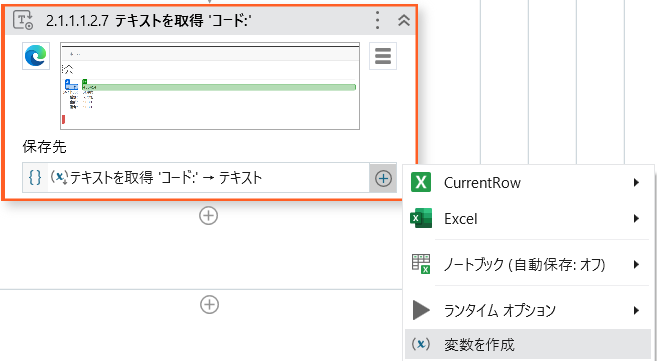 2.1.1.1.2.7 テキストを取得 'コード:'
保存先
{} (x)テキストを取得 'コード:' → テキスト
CurrentRow
Excel
ノートブック (自動保存: オフ)
ランタイム オプション
(x) 変数を作成